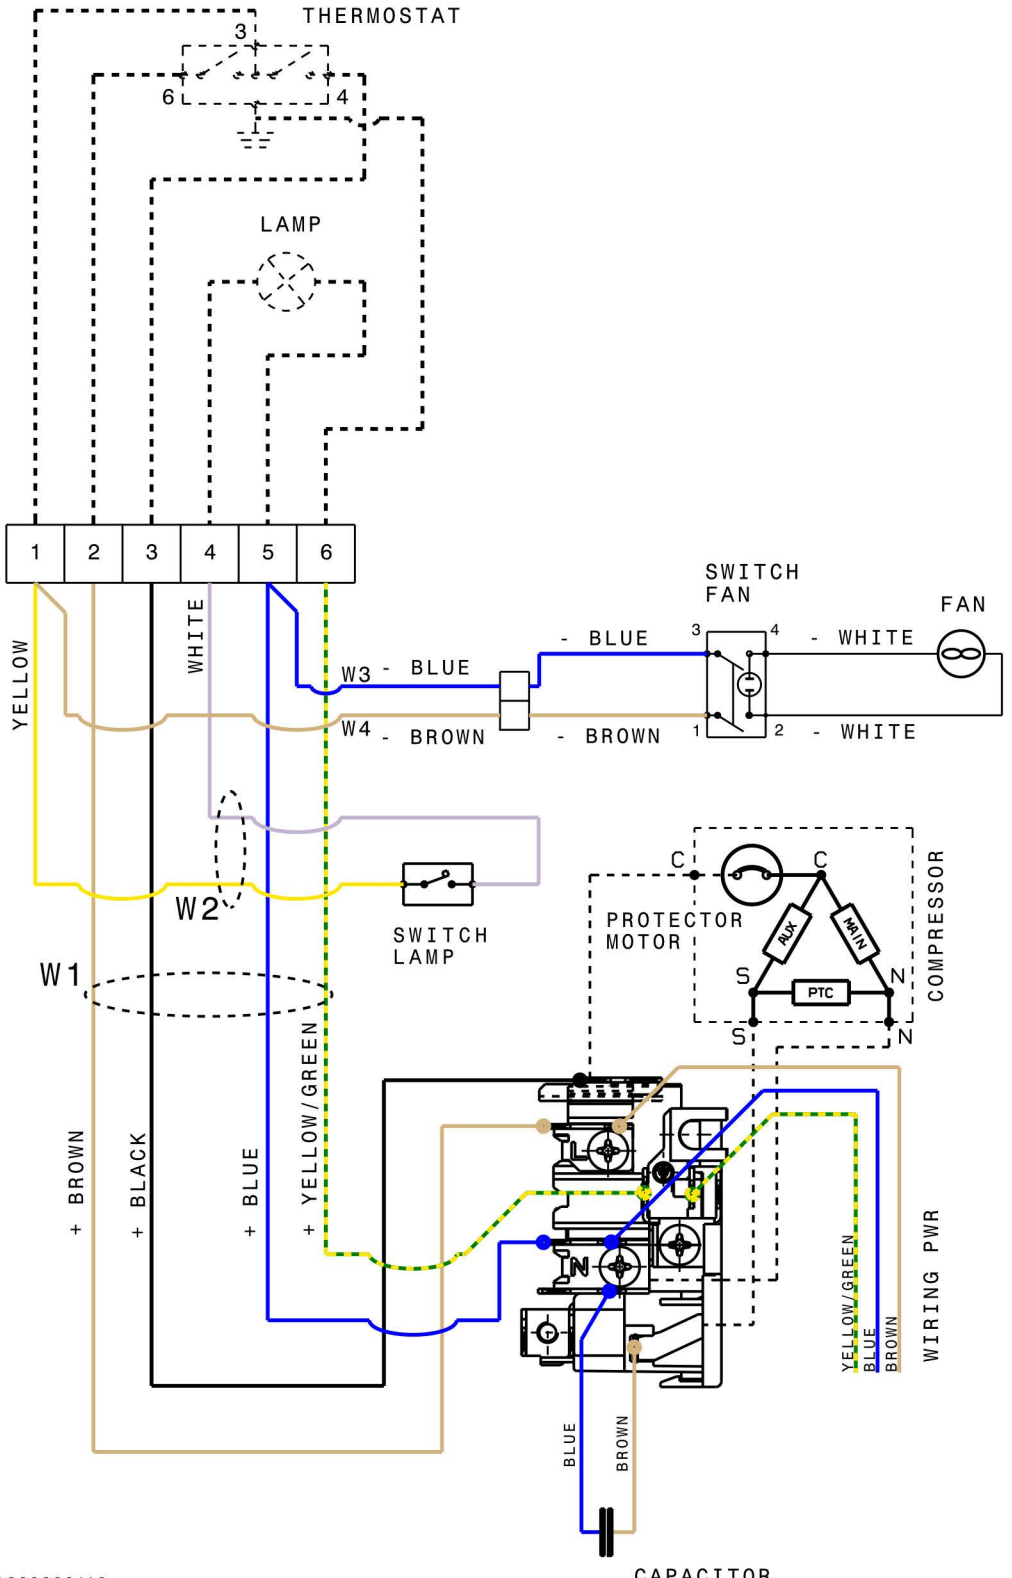 THERMOSTAT
3
6
4
LAMP
1 2 3 4 5 6
SWITCH
FAN
FAN
YELLOW
WHITE
W3 - BLUE
- BLUE
3
4
- WHITE
W4 - BROWN
- BROWN
1
2
- WHITE
W2
SWITCH
LAMP
C
C
PROTECTOR
MOTOR
AUX
MAIN
S
PTC
N
S
N
COMPRESSOR
W1
+ BROWN
+ BLACK
+ BLUE
+ YELLOW/GREEN
L
N
YELLOW/GREEN
BLUE
BROWN
WIRING PWR
BLUE
BROWN
CAPACITOR